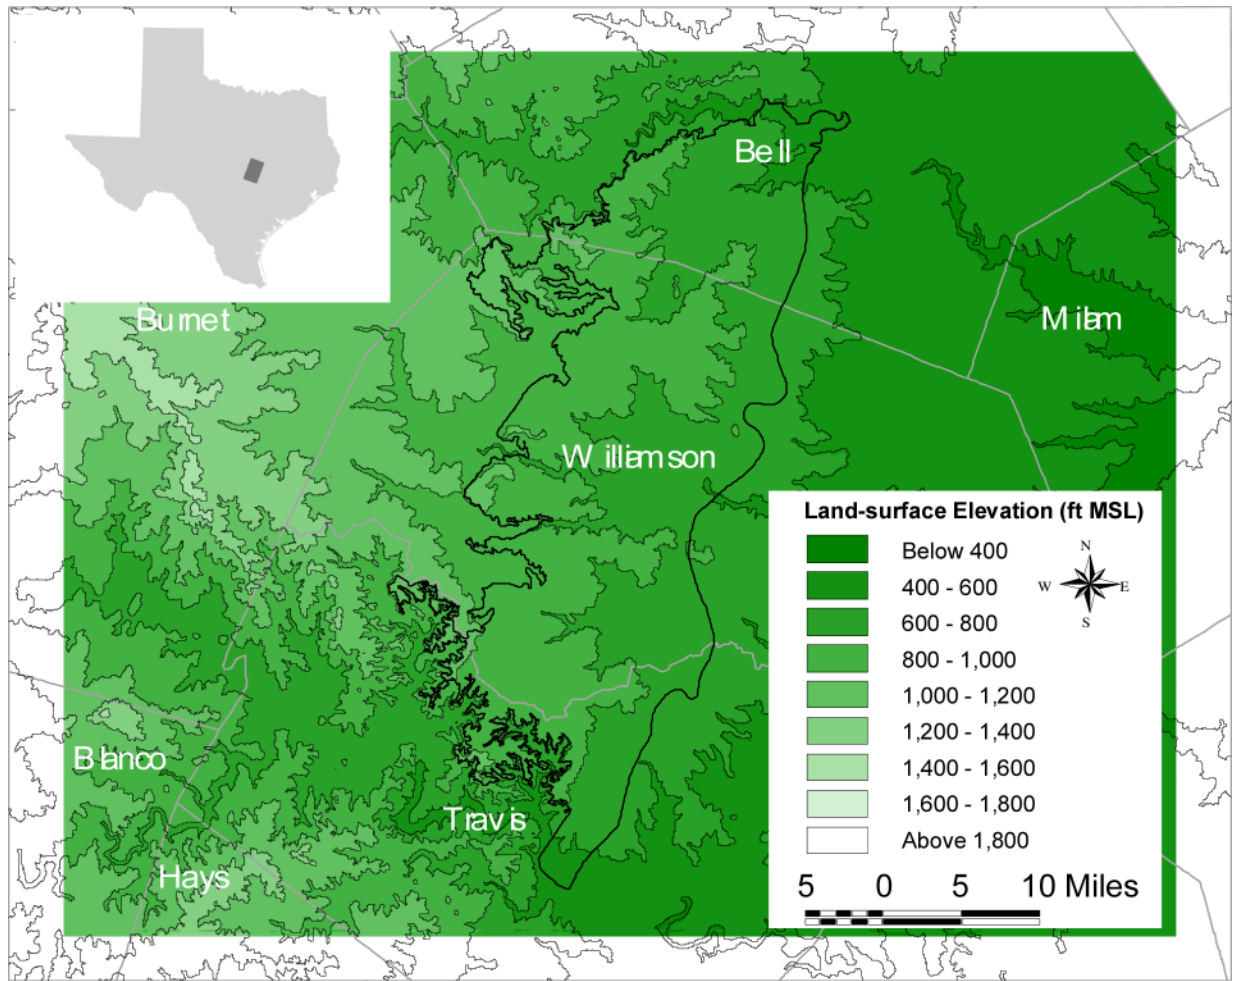 Bell
Burnet
Milam
Williamson
Land-surface Elevation (ft MSL)
Below 400
400 - 600
600 - 800
800 - 1,000
1,000 - 1,200
1,200 - 1,400
1,400 - 1,600
1,600 - 1,800
Above 1,800
N
W E
S
Blanco
Travis
Hays
5 0 5 10 Miles